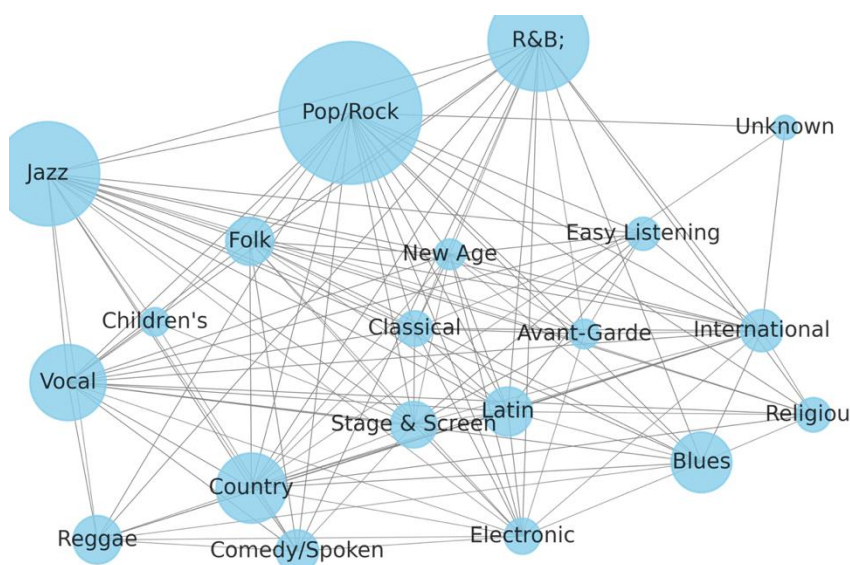 R&B;
Pop/Rock
Unknown
Jazz
Easy Listening
Folk
New Age
Children's
Classical
Avant-Garde
International
Vocal
Latin
Religiou
Stage & Screen
Blues
Country
Electronic
Reggae
Comedy/Spoken